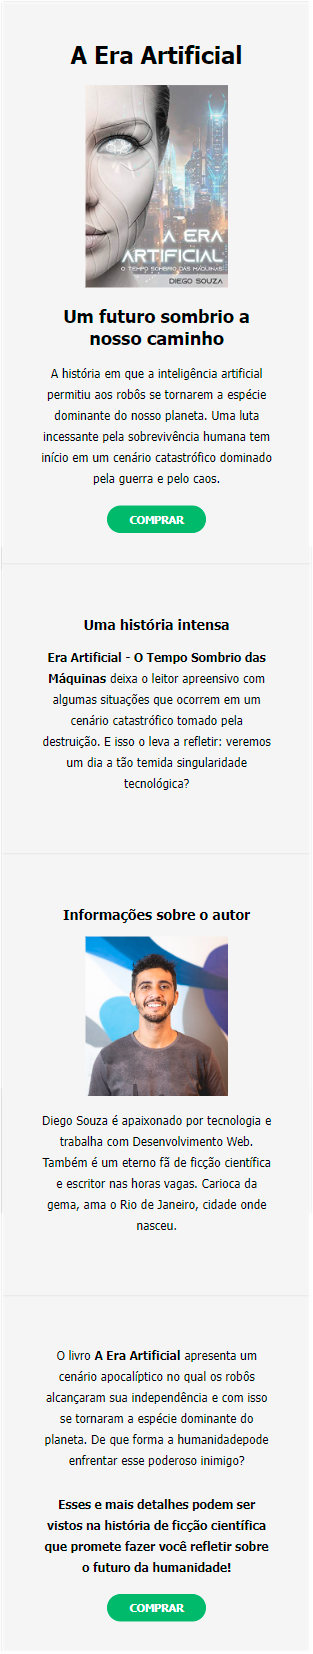 A Era Artificial
A ERA
ARTIFICIAL
O TEMPO SOMBRIO DAS MÁQUINAS
DIEGO SOUZA
Um futuro sombrio a
nosso caminho
A história em que a inteligência artificial
permitiu aos robôs se tornarem a espécie
dominante do nosso planeta. Uma luta
incessante pela sobrevivência humana tem
início em um cenário catastrófico dominado
pela guerra e pelo caos.
COMPRAR
Uma história intensa
Era Artificial - O Tempo Sombrio das
Máquinas deixa o leitor apreensivo com
algumas situações que ocorrem em um
cenário catastrófico tomado pela
destruição. E isso o leva a refletir: veremos
um dia a tão temida singularidade
tecnológica?
Informações sobre o autor
Diego Souza é apaixonado por tecnologia e
trabalha com Desenvolvimento Web.
Também é um eterno fã de ficção científica
e escritor nas horas vagas. Carioca da
gema, ama o Rio de Janeiro, cidade onde
nasceu.
O livro A Era Artificial apresenta um
cenário apocalíptico no qual os robôs
alcançaram sua independência e com isso
se tornaram a espécie dominante do
planeta. De que forma a humanidadepode
enfrentar esse poderoso inimigo?
Esses e mais detalhes podem ser
vistos na história de ficção científica
que promete fazer você refletir sobre
o futuro da humanidade!
COMPRAR